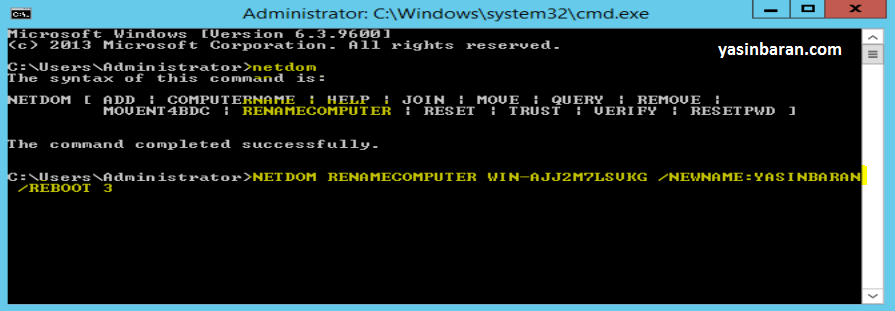 Administrator: C:\Windows\system32\cmd.exe
Microsoft Windows [Version 6.3.9600]
(c) 2013 Microsoft Corporation. All rights reserved.
yasinbaran.com
C:\Users\Administrator>netdom
The syntax of this command is:
NETDOM [ ADD | COMPUTERNAME | HELP | JOIN | MOVE | QUERY | REMOVE |
MOVENT4BDC | RENAMECOMPUTER | RESET | TRUST | VERIFY | RESETPWD ]
The command completed successfully.
C:\Users\Administrator>NETDOM RENAMECOMPUTER WIN-AJJ2M7LSVKG /NEWNAME:YASINBARAN
/REBOOT 3